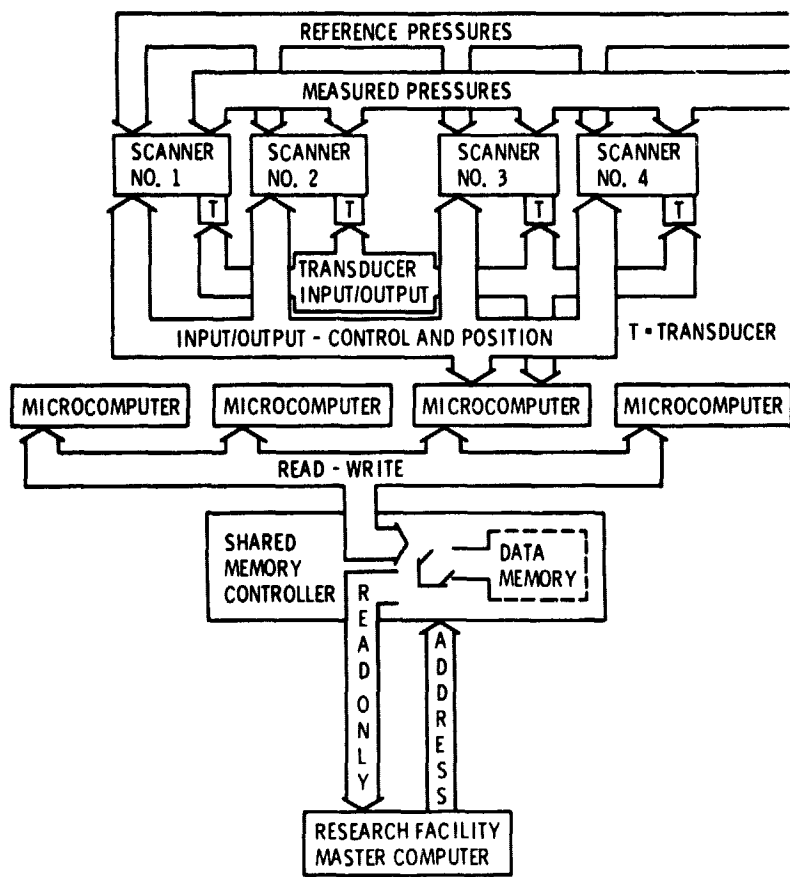 REFERENCE PRESSURES
MEASURED PRESSURES
SCANNER
NO. 1
SCANNER
NO. 2
SCANNER
NO. 3
SCANNER
NO. 4
T
T
T
T
TRANSDUCER
INPUT/OUTPUT
INPUT/OUTPUT - CONTROL AND POSITION
T = TRANSDUCER
MICROCOMPUTER
MICROCOMPUTER
MICROCOMPUTER
MICROCOMPUTER
READ - WRITE
SHARED
MEMORY
CONTROLLER
DATA
MEMORY
READ ONLY
ADDRESS
RESEARCH FACILITY
MASTER COMPUTER